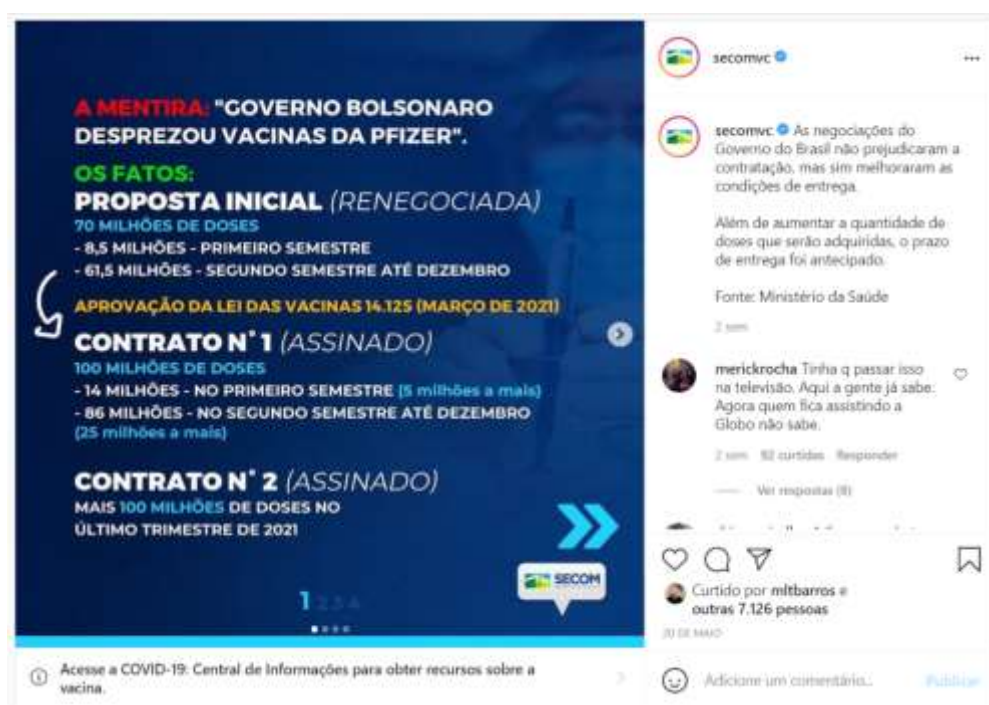 A MENTIRA: "GOVERNO BOLSONARO
DESPREZOU VACINAS DA PFIZER".
OS FATOS:
PROPOSTA INICIAL (RENEGOCIADA)
70 MILHÕES DE DOSES
- 8,5 MILHÕES - PRIMEIRO SEMESTRE
- 61,5 MILHÕES - SEGUNDO SEMESTRE ATÉ DEZEMBRO
APROVAÇÃO DA LEI DAS VACINAS 14.125 (MARÇO DE 2021)
CONTRATO N° 1 (ASSINADO)
100 MILHÕES DE DOSES
- 14 MILHÕES - NO PRIMEIRO SEMESTRE (5 milhões a mais)
- 86 MILHÕES - NO SEGUNDO SEMESTRE ATÉ DEZEMBRO
(25 milhões a mais)
CONTRATO N° 2 (ASSINADO)
MAIS 100 MILHÕES DE DOSES NO
ÚLTIMO TRIMESTRE DE 2021
SECOM
1 2 3 4
Acesse a COVID-19: Central de Informações para obter recursos sobre a
vacina.
secomvc
secomvc As negociações do
Governo do Brasil não prejudicaram a
contratação, mas sim melhoraram as
condições de entrega.
Além de aumentar a quantidade de
doses que serão adquiridas, o prazo
de entrega foi antecipado.
Fonte: Ministério da Saúde
2 sem
merickrocha Tinha q passar isso
na televisão. Aqui a gente já sabe.
Agora quem fica assistindo a
Globo não sabe.
2 sem 92 curtidas Responder
Ver respostas (8)
Curtido por mltbarros e
outras 7.126 pessoas
20 DE MAIO
Adicione um comentário...
Publicar